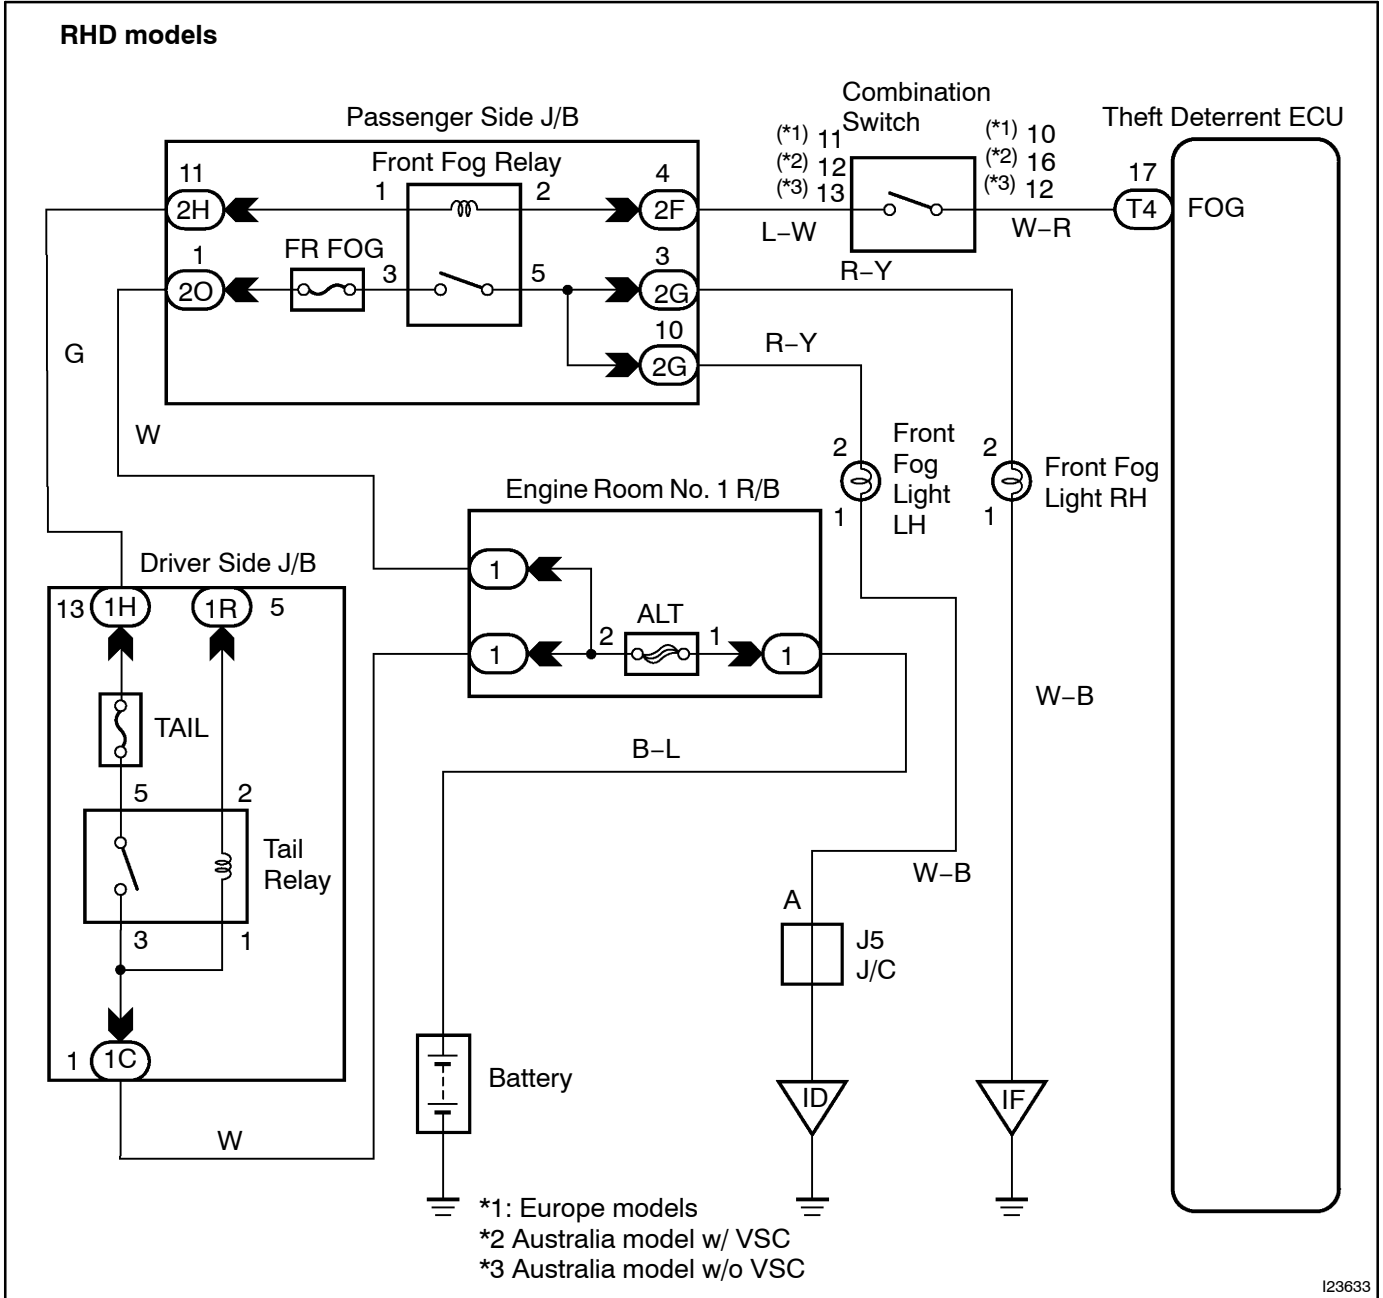 RHD models
Passenger Side J/B
Combination
Switch
Theft Deterrent ECU
(*1) 11
(*2) 12
(*3) 13
(*1) 10
(*2) 16
(*3) 12
Front Fog Relay
11
1
2
4
17
2H
2F
L–W
W–R
T4
FOG
1
FR FOG
3
5
3
R–Y
2O
2G
10
G
R–Y
2G
W
2
Front
Fog
Light
LH
1
2
Front Fog
Light RH
1
Engine Room No. 1 R/B
1
ALT
2
1
1
1
Driver Side J/B
13
1H
1R
5
TAIL
W–B
B–L
5
2
Tail
Relay
3
1
W–B
A
J5
J/C
1
1C
Battery
ID
IF
W
*1: Europe models
*2 Australia model w/ VSC
*3 Australia model w/o VSC
I23633